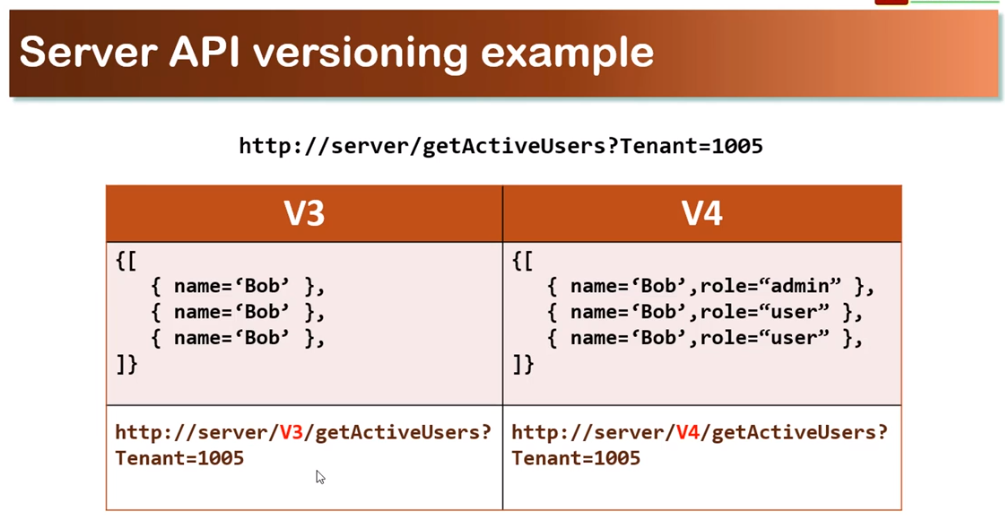 Server API versioning example
http://server/getActiveUsers?Tenant=1005
V3
V4
{[
{ name=‘Bob’ },
{ name=‘Bob’ },
{ name=‘Bob’ },
]}
{[
{ name=‘Bob’,role=“admin” },
{ name=‘Bob’,role=“user” },
{ name=‘Bob’,role=“user” },
]}
http://server/V3/getActiveUsers?
Tenant=1005
http://server/V4/getActiveUsers?
Tenant=1005